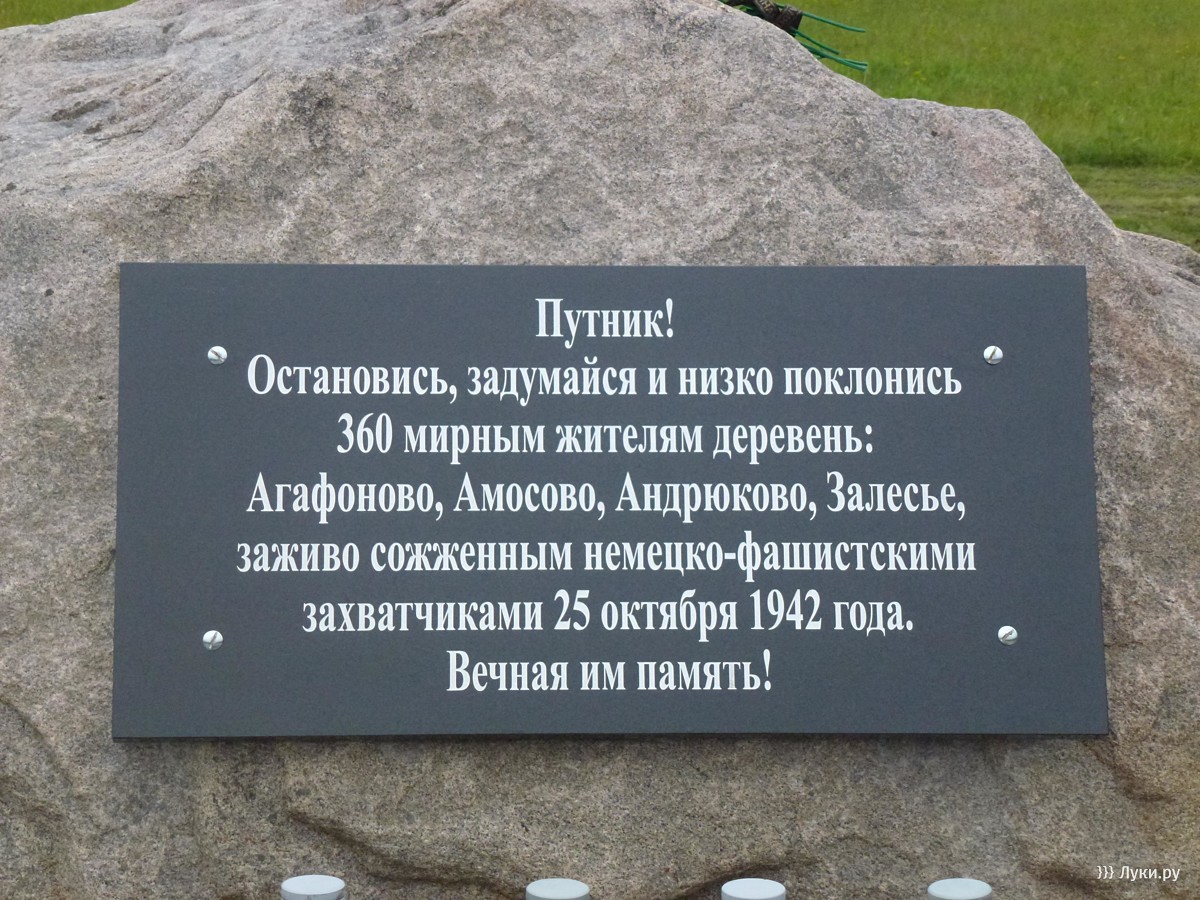 Путник!
Остановись, задумайся и низко поклонись
360 мирным жителям деревень:
Агафоново, Амосово, Андрюково, Залесье,
заживо сожженным немецко-фашистскими
захватчиками 25 октября 1942 года.
Вечная им память!
}}} Луки.ру